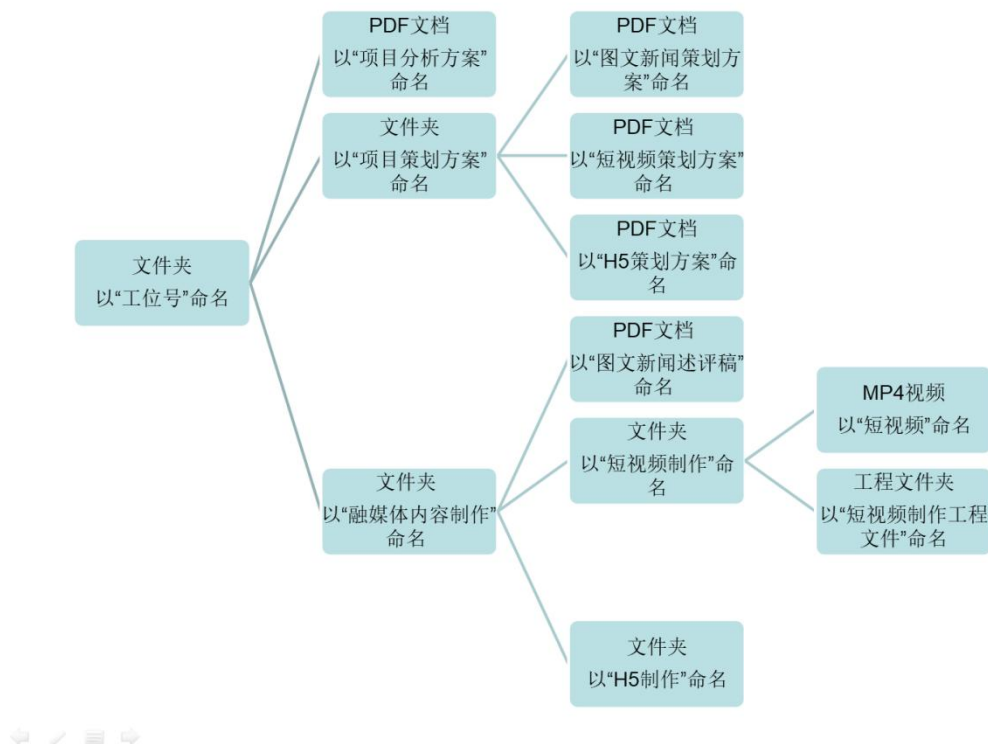 PDF文档
以“项目分析方案”
命名
PDF文档
以“图文新闻策划方
案”命名
文件夹
以“项目策划方案”
命名
PDF文档
以“短视频策划方案”
命名
PDF文档
以“H5策划方案”命
名
文件夹
以“工位号”命名
PDF文档
以“图文新闻述评稿”
命名
文件夹
以“短视频制作”命
名
MP4视频
以“短视频”命名
工程文件夹
以“短视频制作工程
文件”命名
文件夹
以“融媒体内容制作”
命名
文件夹
以“H5制作”命名